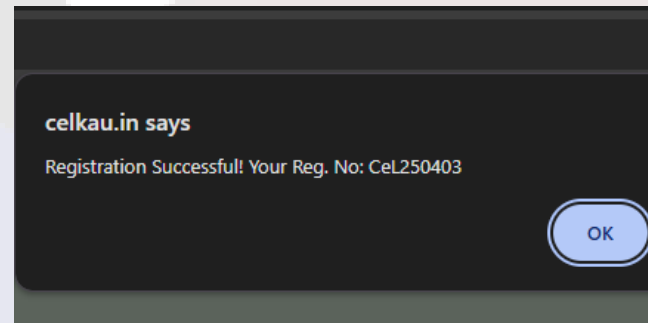 celkau.in says
Registration Successful! Your Reg. No: CeL250403
OK